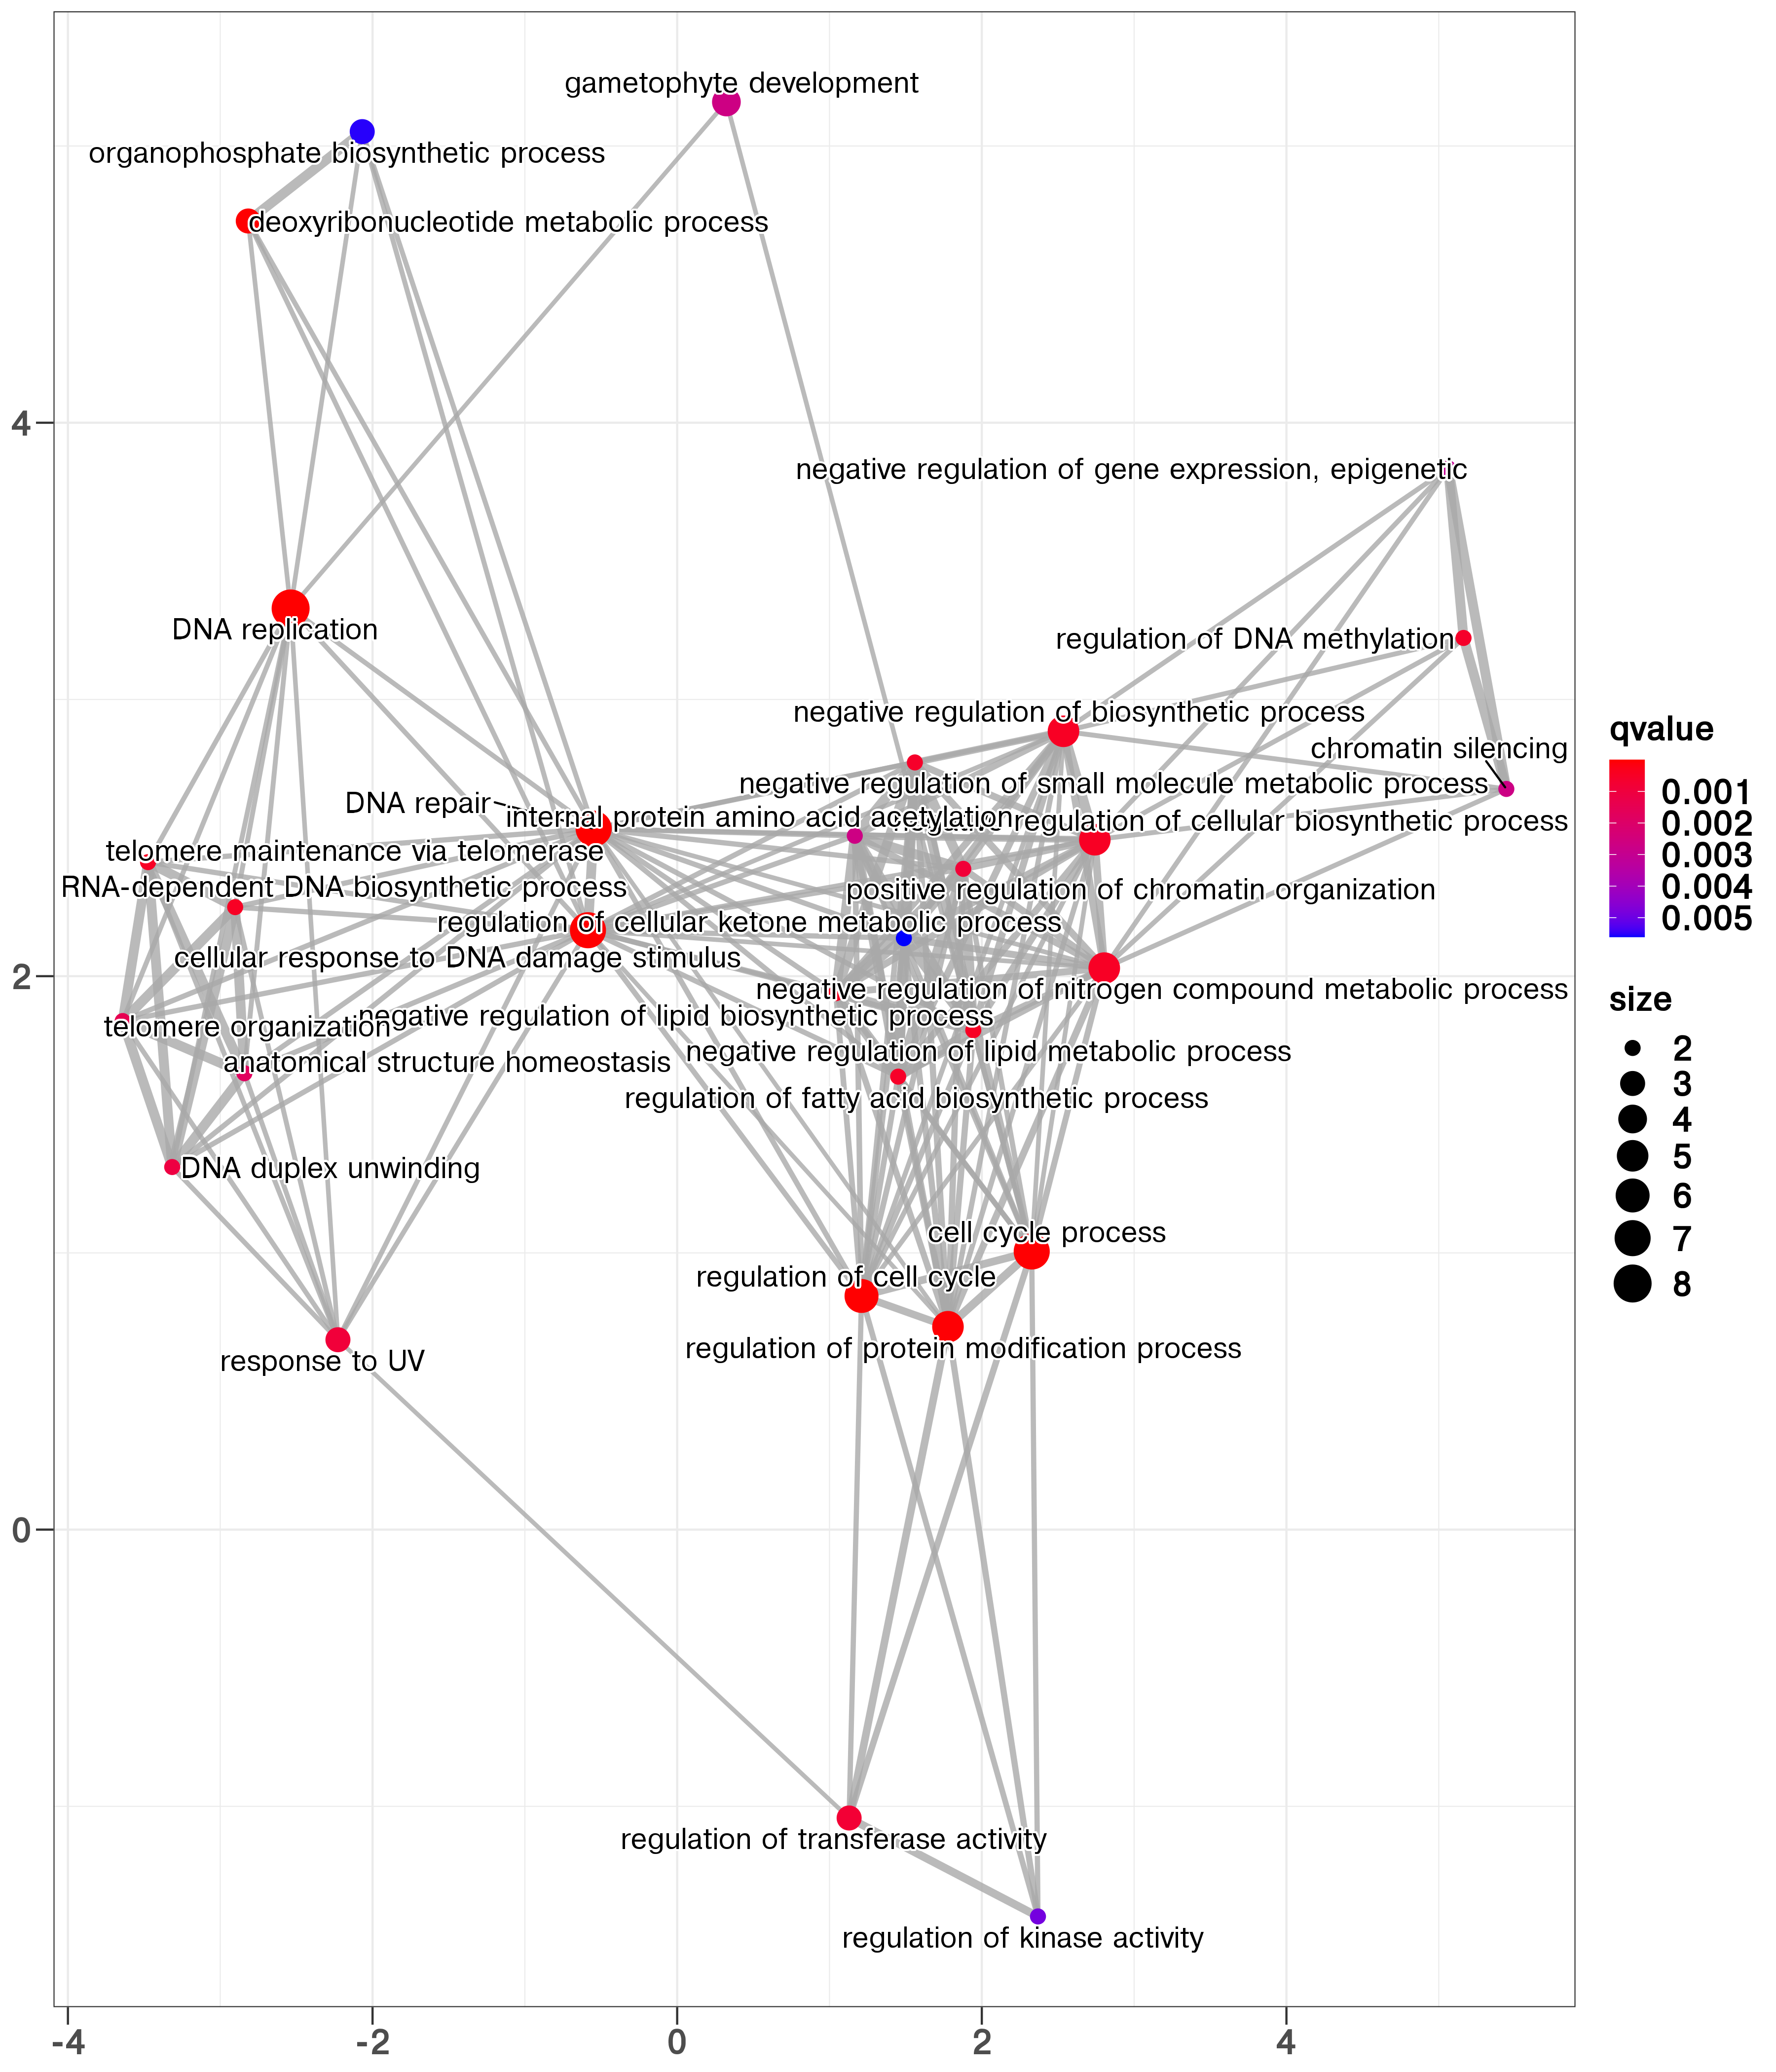 gametophyte development
organophosphate biosynthetic process
deoxyribonucleotide metabolic process
4
negative regulation of gene expression, epigenetic
DNA replication
regulation of DNA methylation
negative regulation of biosynthetic process
chromatin silencing
negative regulation of small molecule metabolic process
DNA repair
internal protein amino acid acetylation
negative regulation of cellular biosynthetic process
telomere maintenance via telomerase
RNA-dependent DNA biosynthetic process
positive regulation of chromatin organization
regulation of cellular ketone metabolic process
cellular response to DNA damage stimulus
2
negative regulation of nitrogen compound metabolic process
negative regulation of lipid biosynthetic process
telomere organization
negative regulation of lipid metabolic process
anatomical structure homeostasis
regulation of fatty acid biosynthetic process
DNA duplex unwinding
cell cycle process
regulation of cell cycle
regulation of protein modification process
response to UV
0
regulation of transferase activity
regulation of kinase activity
-4 -2 0 2 4
qvalue
0.001
0.002
0.003
0.004
0.005
size
2
3
4
5
6
7
8